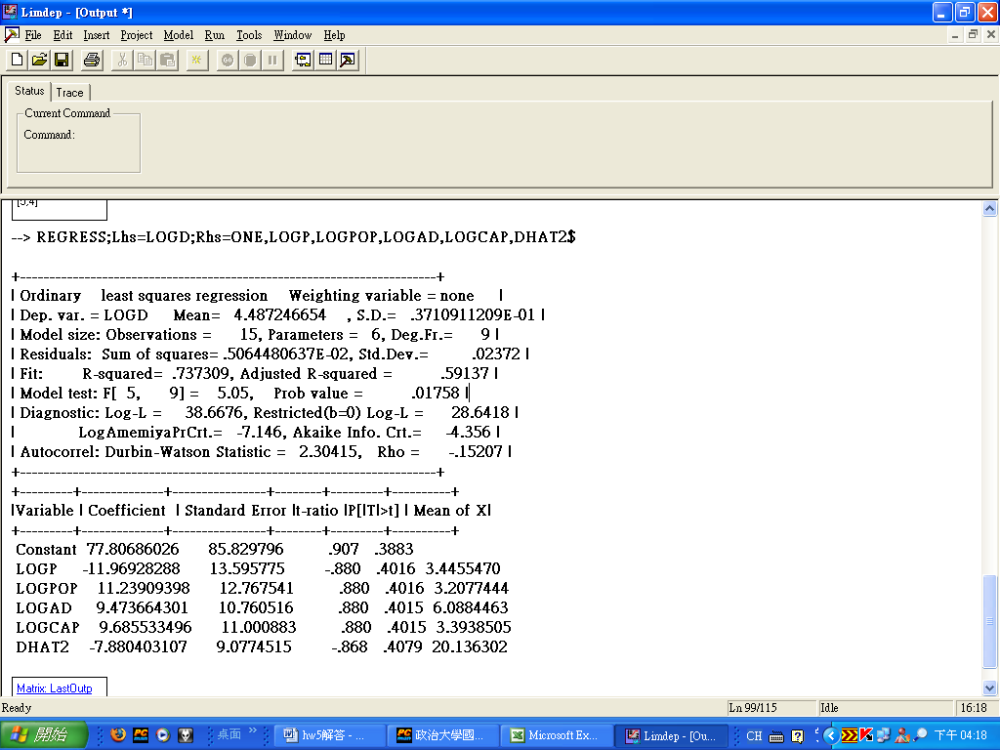 Limdep - [Output *]
File Edit Insert Project Model Run Tools Window Help
GO
Status Trace
Current Command
Command:
[5,4]
--> REGRESS;Lhs=LOGD;Rhs=ONE,LOGP,LOGPOP,LOGAD,LOGCAP,DHAT2$
+-----------------------------------------------------------------------+
| Ordinary least squares regression Weighting variable = none |
| Dep. var. = LOGD Mean= 4.487246654 , S.D.= .3710911209E-01 |
| Model size: Observations = 15, Parameters = 6, Deg.Fr.= 9 |
| Residuals: Sum of squares= .5064480637E-02, Std.Dev.= .02372 |
| Fit: R-squared= .737309, Adjusted R-squared = .59137 |
| Model test: F[ 5, 9] = 5.05, Prob value = .01758 |
| Diagnostic: Log-L = 38.6676, Restricted(b=0) Log-L = 28.6418 |
| LogAmemiyaPrCrt.= -7.146, Akaike Info. Crt.= -4.356 |
| Autocorrel: Durbin-Watson Statistic = 2.30415, Rho = -.15207 |
+-----------------------------------------------------------------------+
+---------+--------------+----------------+--------+---------+----------+
|Variable | Coefficient | Standard Error |t-ratio |P[|T|>t] | Mean of X|
+---------+--------------+----------------+--------+---------+----------+
Constant 77.80686026 85.829796 .907 .3883
LOGP -11.96928288 13.595775 -.880 .4016 3.4455470
LOGPOP 11.23909398 12.767541 .880 .4016 3.2077444
LOGAD 9.473664301 10.760516 .880 .4015 6.0884463
LOGCAP 9.685533496 11.000883 .880 .4015 3.3938505
DHAT2 -7.880403107 9.0774515 -.868 .4079 20.136302
Matrix: LastOutp
Ready Ln 99/115 Idle 16:18
開始 桌面 » hw5解答 - ... 政治大學國... Microsoft Ex... Limdep - [Ou... CH 下午 04:18